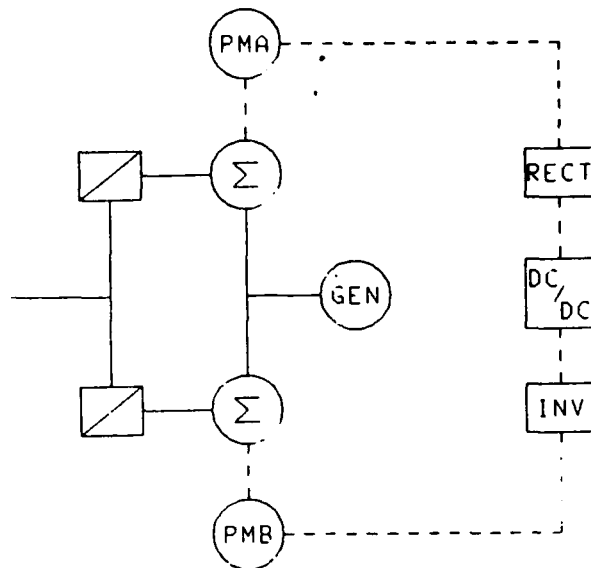 PMA
Σ
RECT
GEN
DC/DC
Σ
INV
PMB